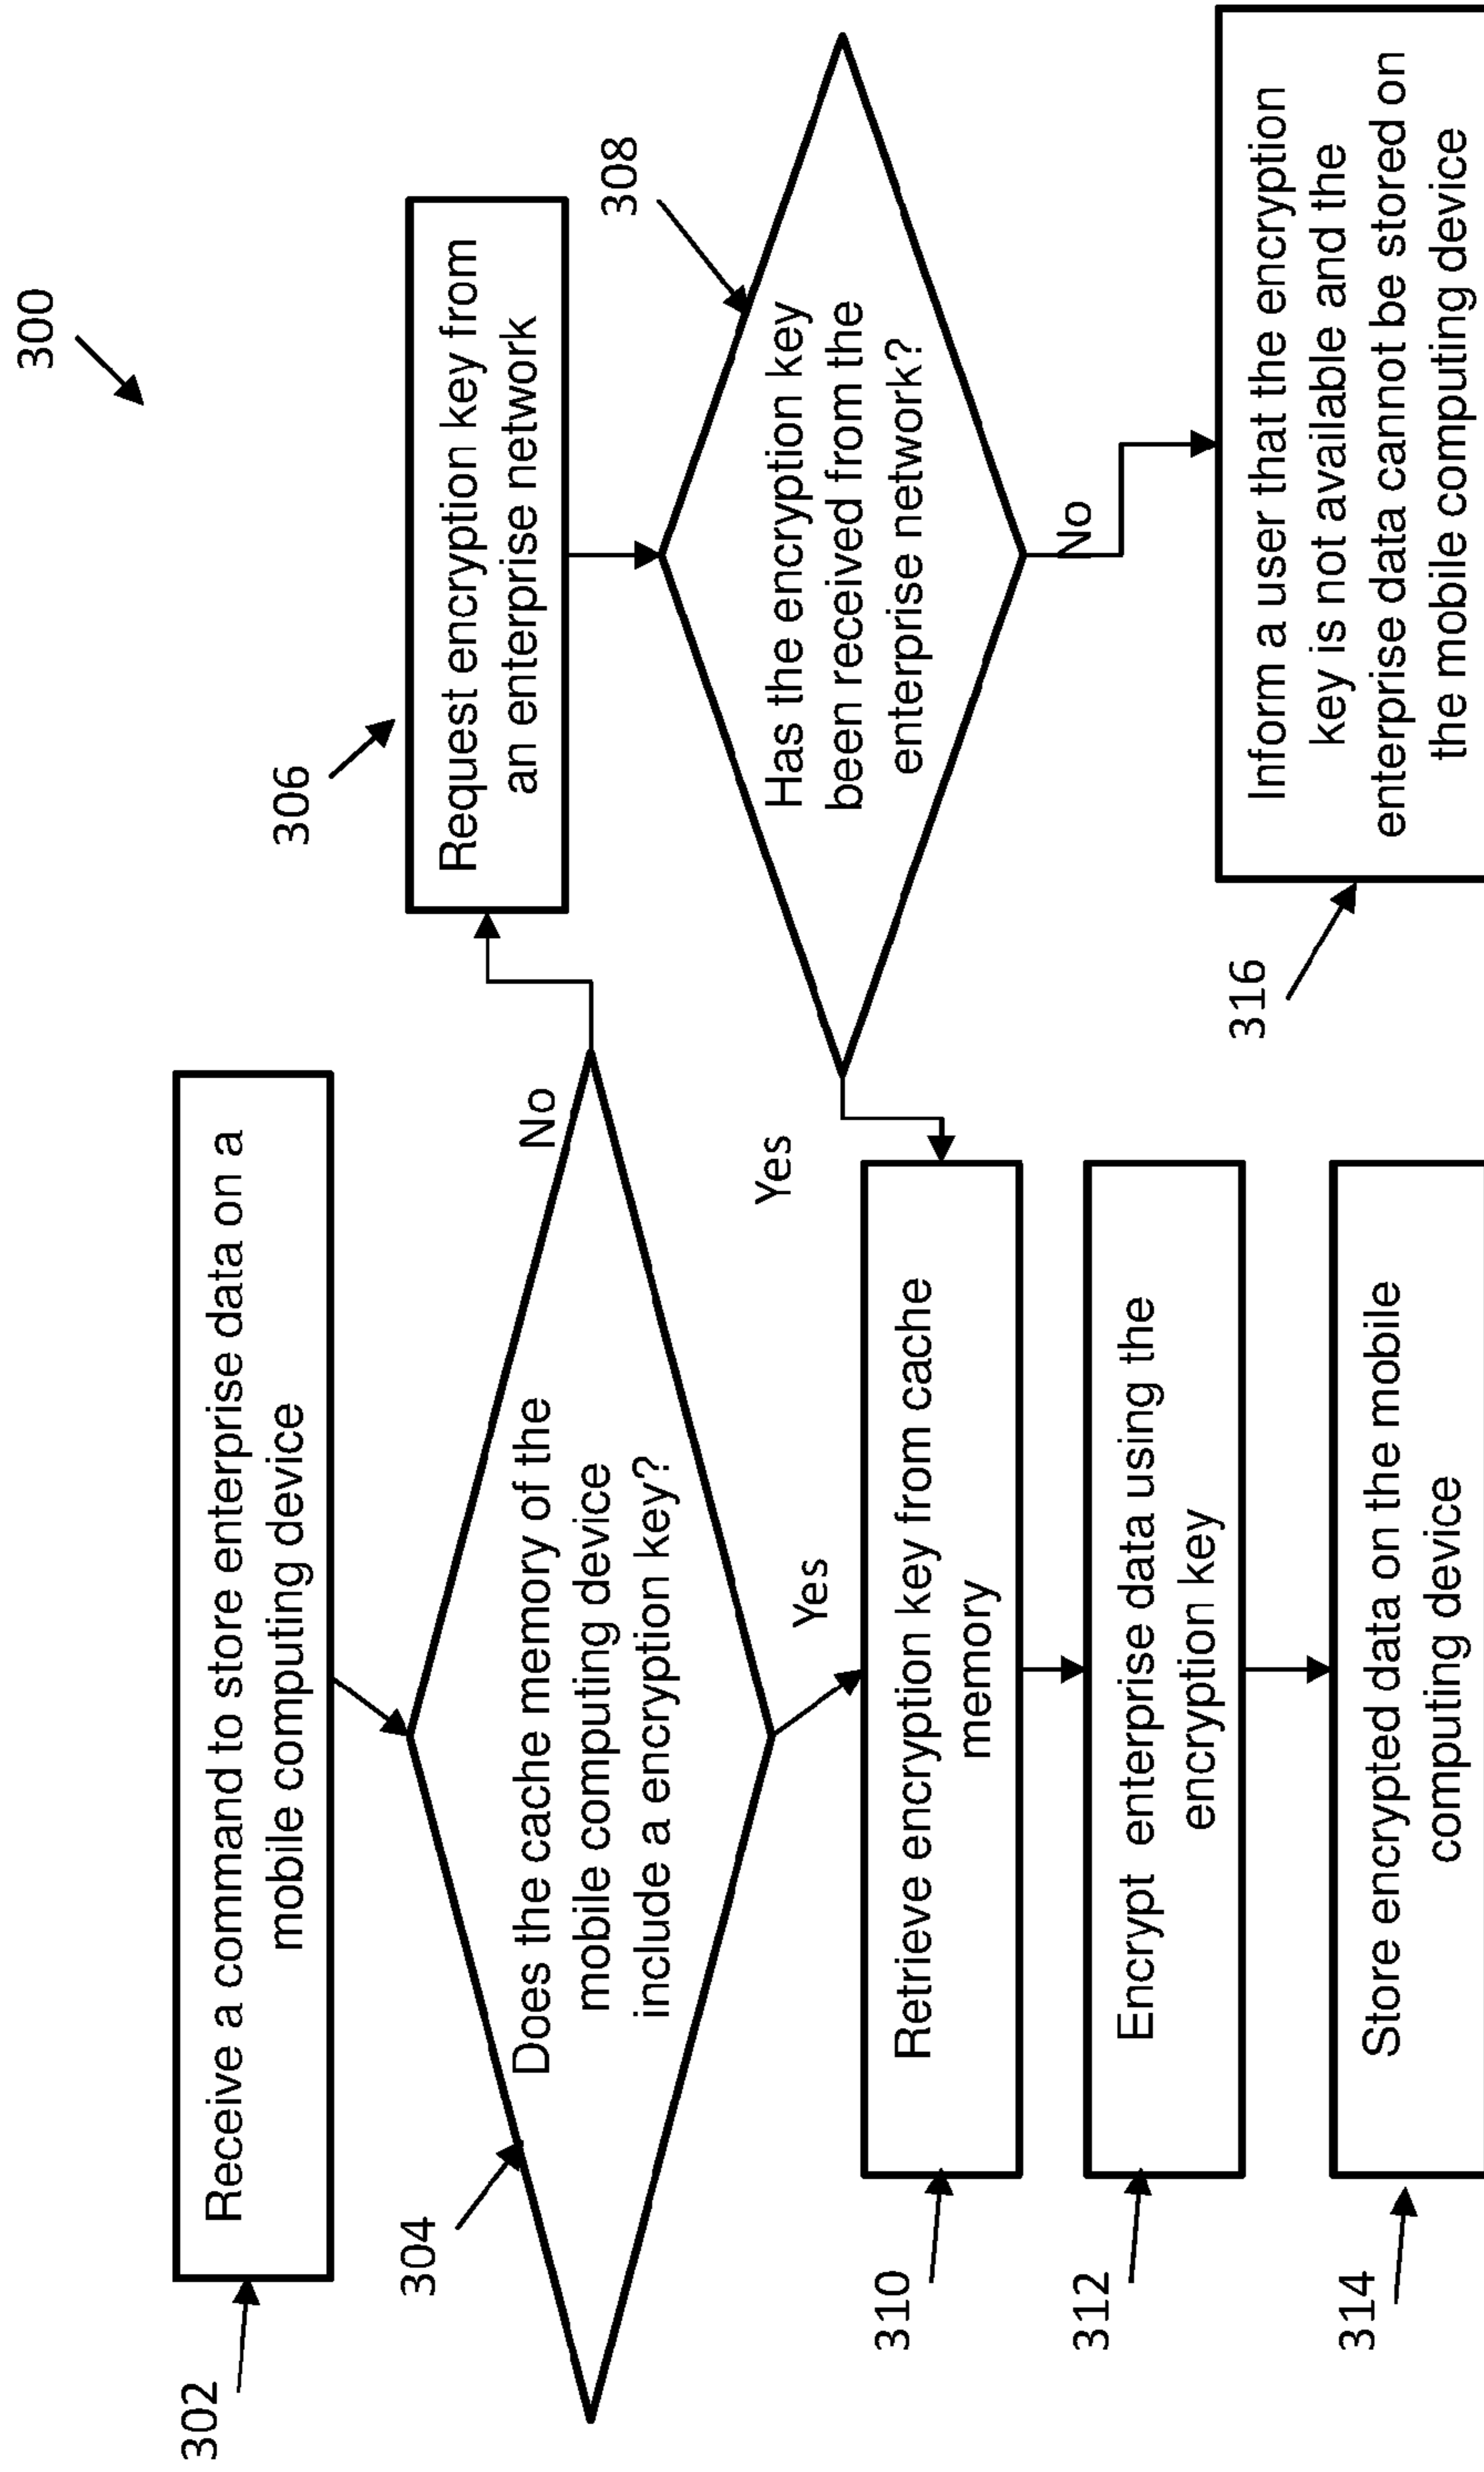 300
302
Receive a command to store enterprise data on a
mobile computing device
304
Does the cache memory of the
mobile computing device
include a encryption key?
No
306
Request encryption key from
an enterprise network
308
Has the encryption key
been received from the
enterprise network?
Yes
Yes
No
310
Retrieve encryption key from cache
memory
312
Encrypt enterprise data using the
encryption key
314
Store encrypted data on the mobile
computing device
316
Inform a user that the encryption
key is not available and the
enterprise data cannot be stored on
the mobile computing device